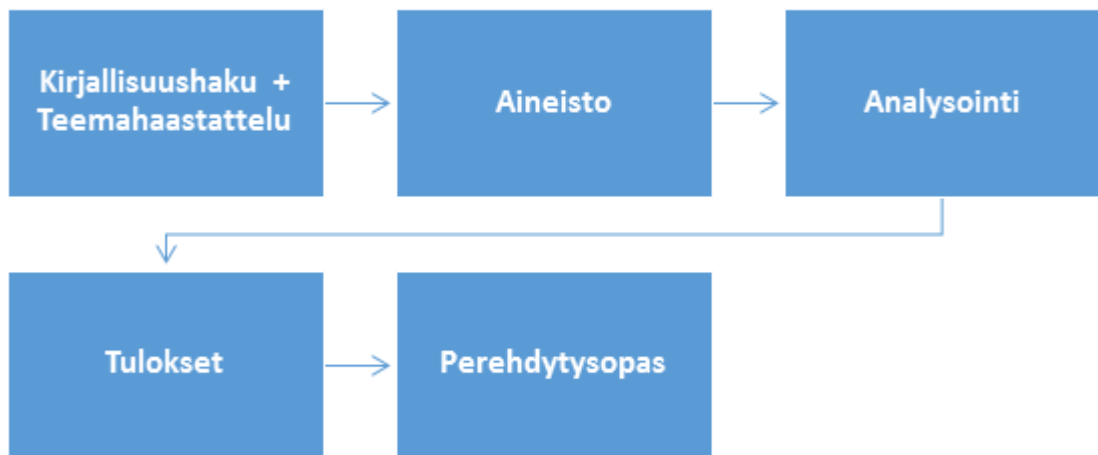 Kirjallisuushaku +
Teemahaastattelu
Aineisto
Analysointi
Tulokset
Perehdytysopas